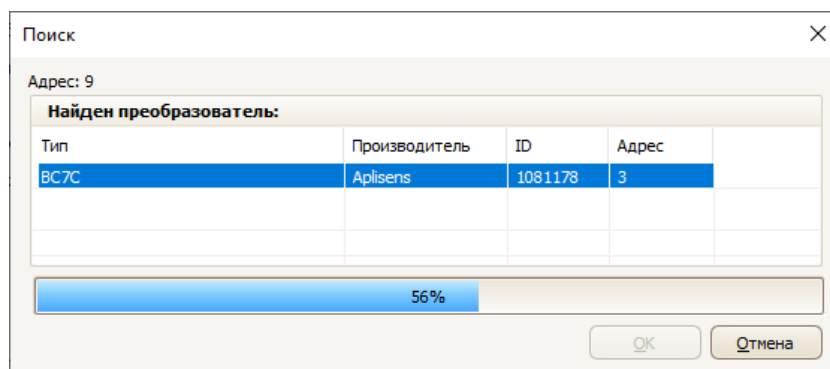 Поиск
Адрес: 9
Найден преобразователь:
Тип Производитель ID Адрес
BC7C Aplisens 1081178 3
56%
OK Отмена